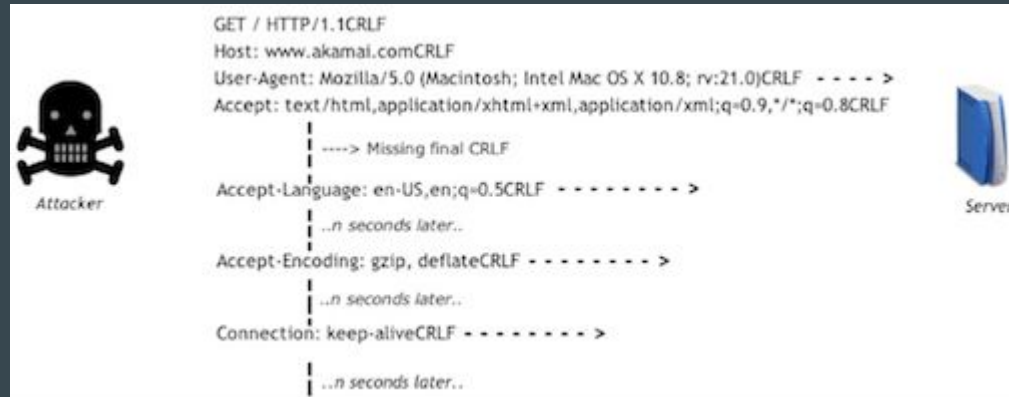 GET / HTTP/1.1CRLF
Host: www.akamai.comCRLF
User-Agent: Mozilla/5.0 (Macintosh; Intel Mac OS X 10.8; rv:21.0)CRLF - - - - >
Accept: text/html,application/xhtml+xml,application/xml;q=0.9,*/*;q=0.8CRLF
----> Missing final CRLF
Attacker
Accept-Language: en-US,en;q=0.5CRLF - - - - - - - - >
Server
..n seconds later..
Accept-Encoding: gzip, deflateCRLF - - - - - - - - >
..n seconds later..
Connection: keep-aliveCRLF - - - - - - - - >
..n seconds later..